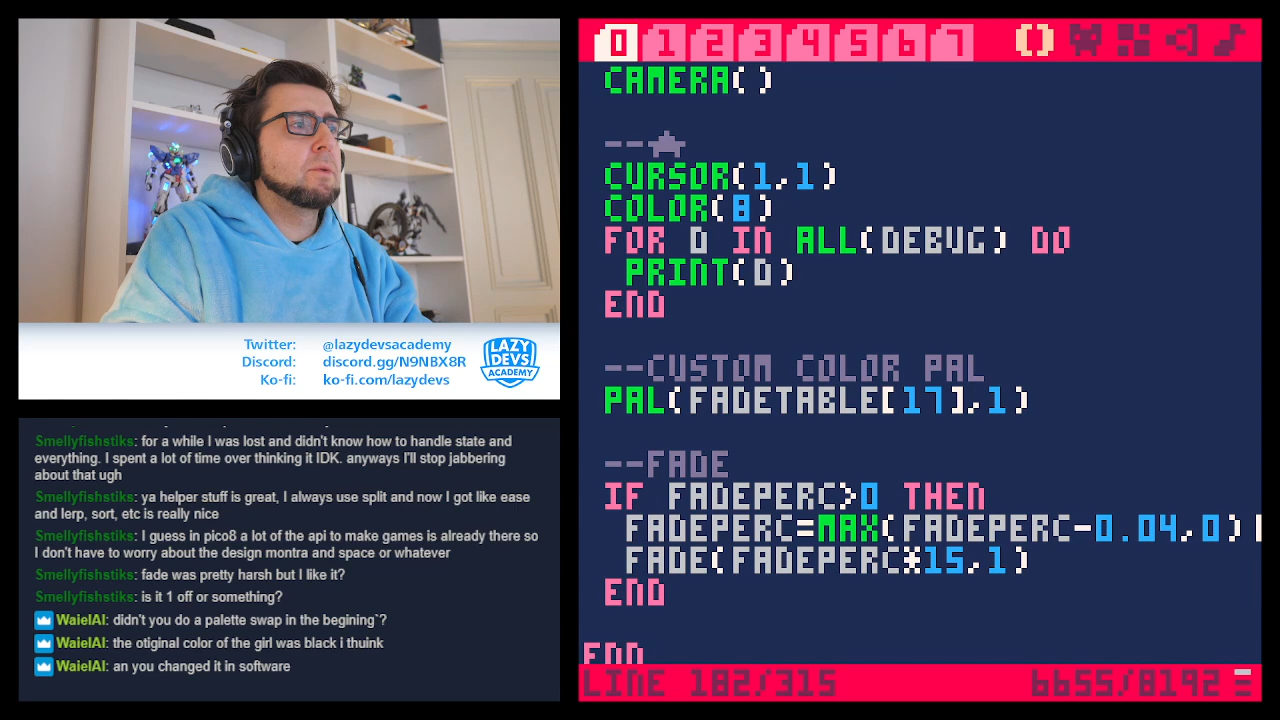 Twitter: @lazydevsacademy
Discord: discord.gg/N9NBX8R
Ko-fi: ko-fi.com/lazydevs
LAZY
DEVS
ACADEMY
Smellyfishstiks: for a while I was lost and didn't know how to handle state and
everything. I spent a lot of time over thinking it IDK. anyways I'll stop jabbering
about that ugh
Smellyfishstiks: ya helper stuff is great, I always use split and now I got like ease
and lerp, sort, etc is really nice
Smellyfishstiks: I guess in pico8 a lot of the api to make games is already there so
I don't have to worry about the design montra and space or whatever
Smellyfishstiks: fade was pretty harsh but I like it?
Smellyfishstiks: is it 1 off or something?
WaielAI: didn't you do a palette swap in the begining`?
WaielAI: the otiginal color of the girl was black i thuink
WaielAI: an you changed it in software
0 1 2 3 4 5 6 7 ()
CAMERA()
--
CURSOR(1,1)
COLOR(8)
FOR D IN ALL(DEBUG) DO
PRINT(D)
END
--CUSTOM COLOR PAL
PAL(FADETABLE[17],1)
--FADE
IF FADEPERC>0 THEN
FADEPERC=MAX(FADEPERC-0.04,0)
FADE(FADEPERC*15,1)
END
END
LINE 182/315 6655/8192